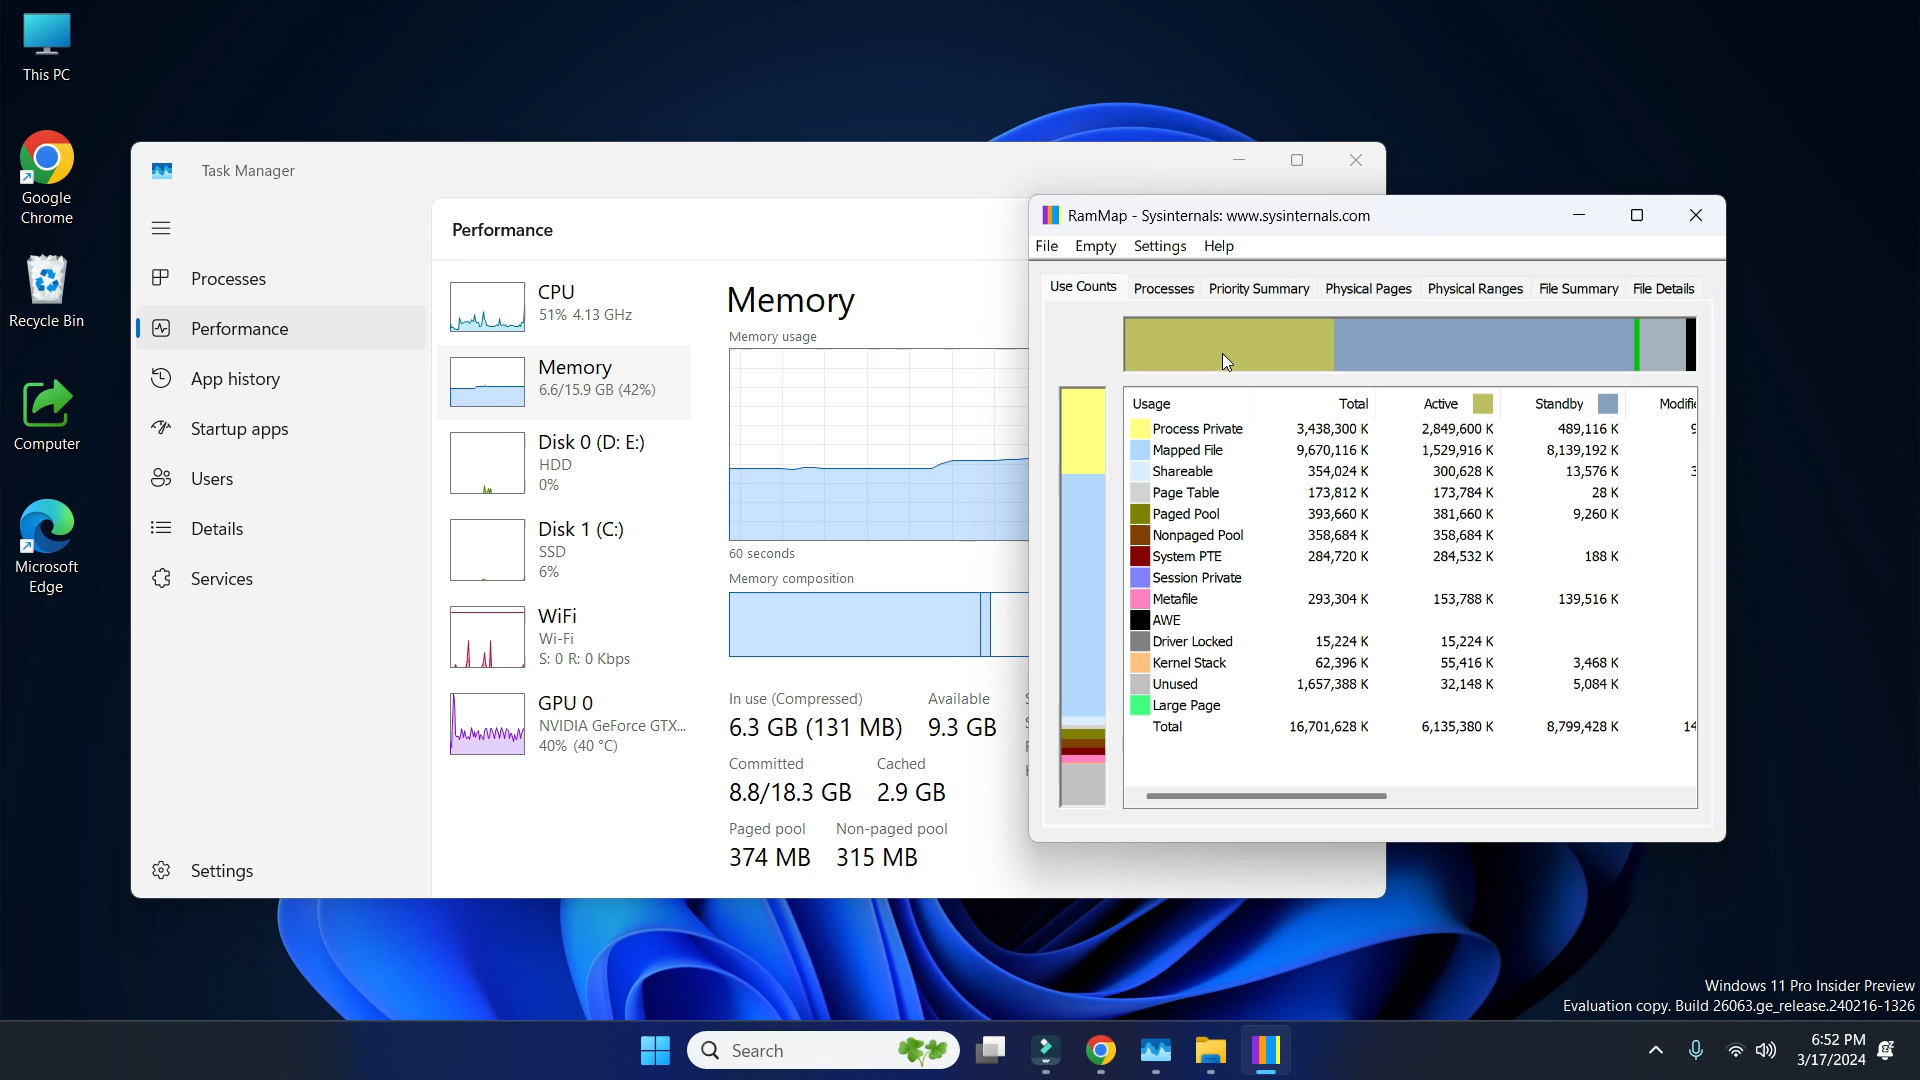 This PC
Google
Chrome
Recycle Bin
Computer
Microsoft
Edge
Task Manager
Processes
Performance
App history
Startup apps
Users
Details
Services
Settings
Performance
CPU
51% 4.13 GHz
Memory
6.6/15.9 GB (42%)
Disk 0 (D: E:)
HDD
0%
Disk 1 (C:)
SSD
6%
WiFi
Wi-Fi
S: 0 R: 0 Kbps
GPU 0
NVIDIA GeForce GTX...
40% (40 °C)
Memory
Memory usage
60 seconds
Memory composition
In use (Compressed) Available
6.3 GB (131 MB) 9.3 GB
Committed Cached
8.8/18.3 GB 2.9 GB
Paged pool Non-paged pool
374 MB 315 MB
RamMap - Sysinternals: www.sysinternals.com
File Empty Settings Help
Use Counts Processes Priority Summary Physical Pages Physical Ranges File Summary File Details
Usage Total Active Standby
Process Private 3,438,300 K 2,849,600 K 489,116 K
Mapped File 9,670,116 K 1,529,916 K 8,139,192 K
Shareable 354,024 K 300,628 K 13,576 K
Page Table 173,812 K 173,784 K 28 K
Paged Pool 393,660 K 381,660 K 9,260 K
Nonpaged Pool 358,684 K 358,684 K
System PTE 284,720 K 284,532 K 188 K
Session Private
Metafile 293,304 K 153,788 K 139,516 K
AWE
Driver Locked 15,224 K 15,224 K
Kernel Stack 62,396 K 55,416 K 3,468 K
Unused 1,657,388 K 32,148 K 5,084 K
Large Page
Total 16,701,628 K 6,135,380 K 8,799,428 K 14
Windows 11 Pro Insider Preview
Evaluation copy. Build 26063.ge_release.240216-1326
Search
6:52 PM
3/17/2024